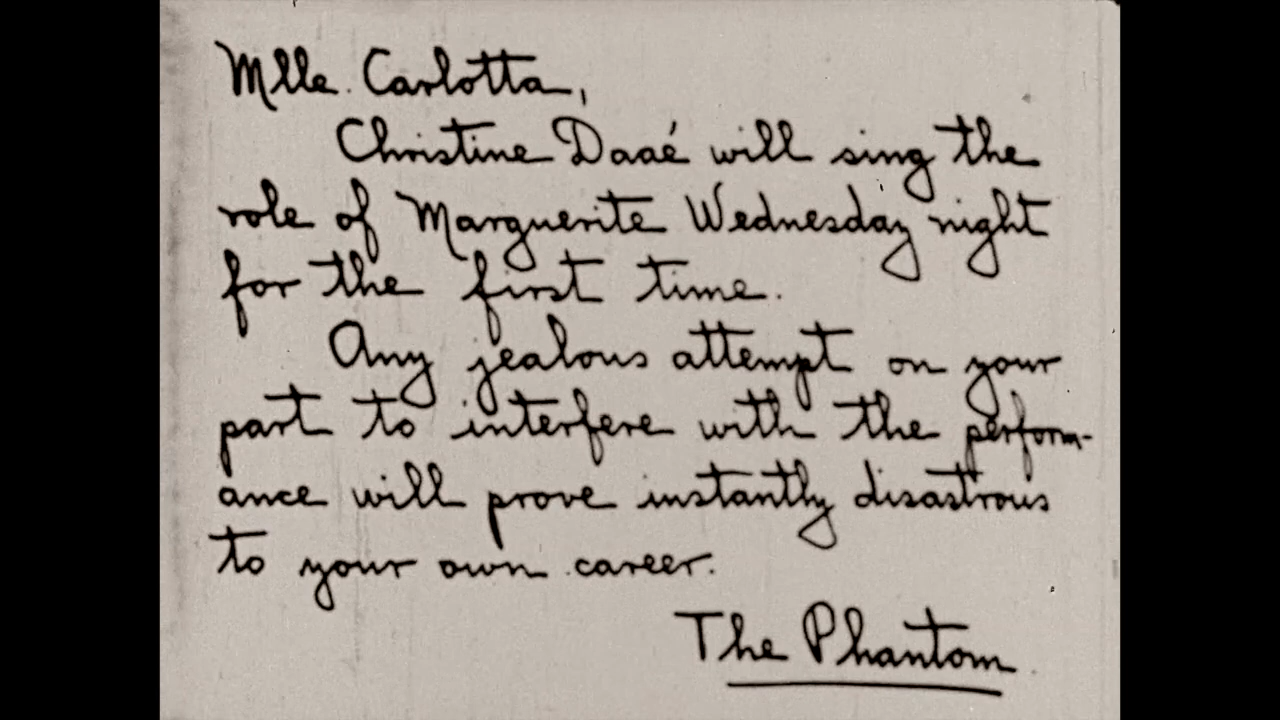 Mlle. Carlotta,
Christine Daaé will sing the
role of Marguerite Wednesday night
for the first time.
Any jealous attempt on your
part to interfere with the perform-
ance will prove instantly disastrous
to your own career.
The Phantom